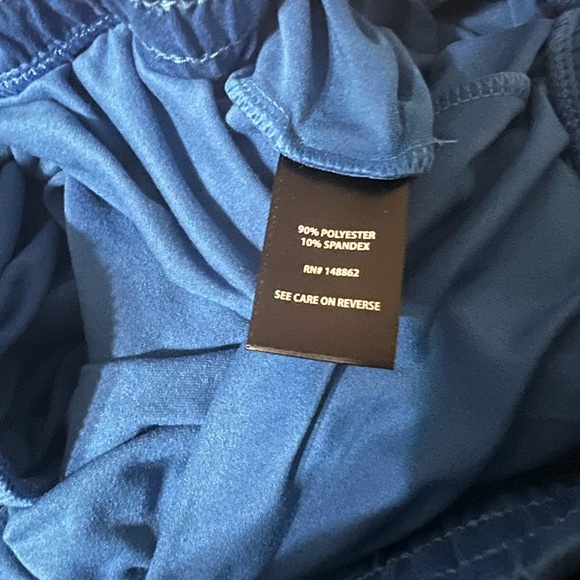 90% POLYESTER
10% SPANDEX
RN# 148862
SEE CARE ON REVERSE